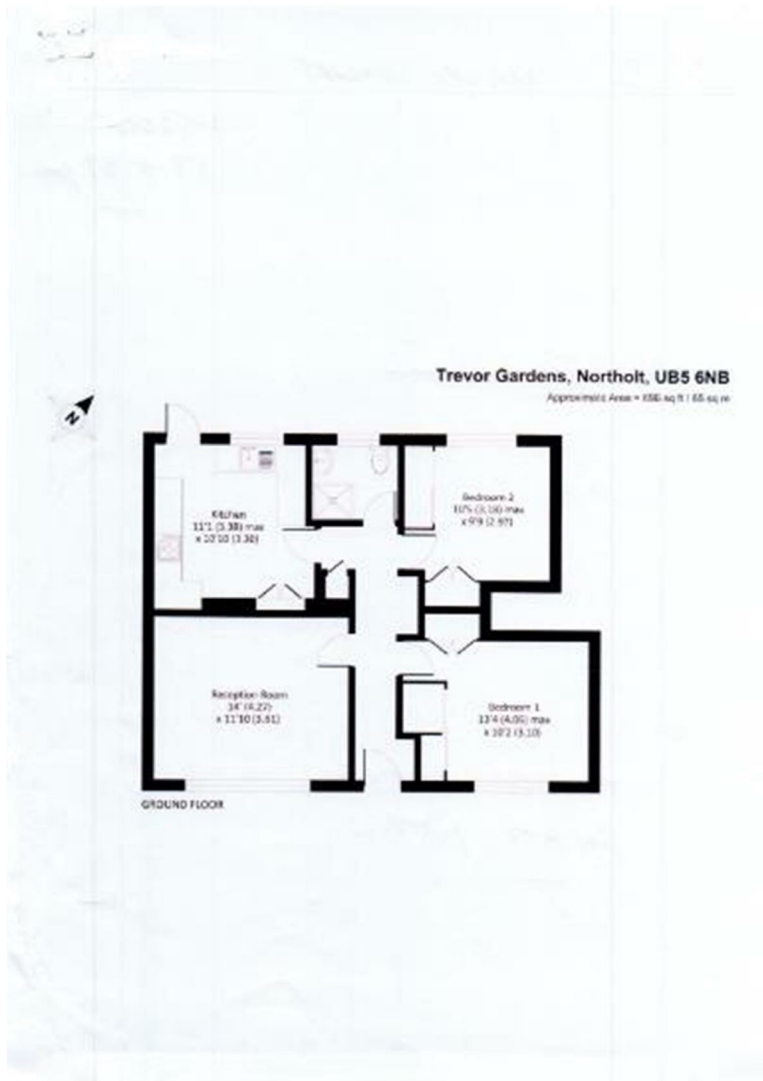 Trevor Gardens, Northolt, UB5 6NB
Approximate Area = 696 sq ft / 65 sq m
N
Kitchen
11'1 (3.38) max
x 10'10 (3.30)
Bedroom 2
10'5 (3.18) max
x 9'9 (2.97)
Reception Room
14' (4.27)
x 11'10 (3.61)
Bedroom 1
13'4 (4.06) max
x 10'2 (3.10)
GROUND FLOOR